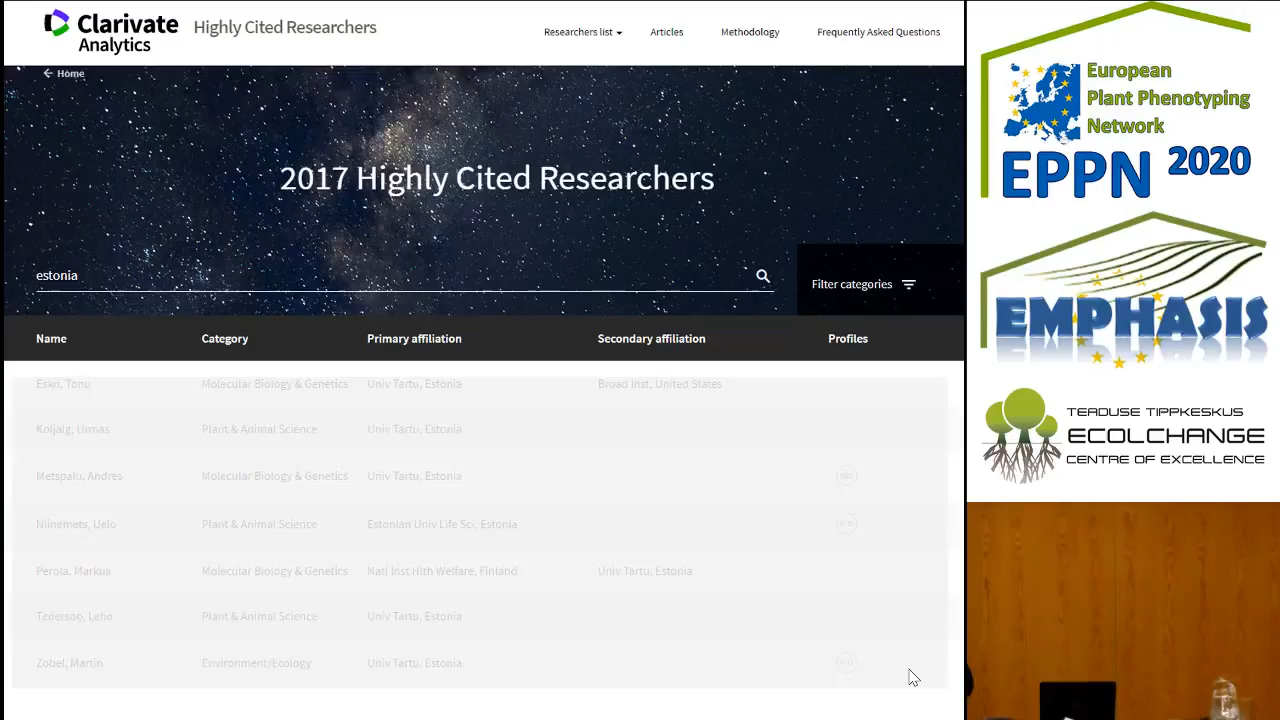 Clarivate
Analytics
Highly Cited Researchers
Researchers list
Articles
Methodology
Frequently Asked Questions
Home
2017 Highly Cited Researchers
estonia
Filter categories
Name Category Primary affiliation Secondary affiliation Profiles
Esko, Tonu Molecular Biology & Genetics Univ Tartu, Estonia Broad Inst, United States
Koljalg, Urmas Plant & Animal Science Univ Tartu, Estonia
Metspalu, Andres Molecular Biology & Genetics Univ Tartu, Estonia
Niinemets, Uelo Plant & Animal Science Estonian Univ Life Sci, Estonia
Perola, Markus Molecular Biology & Genetics Natl Inst Hlth Welfare, Finland Univ Tartu, Estonia
Tedersoo, Leho Plant & Animal Science Univ Tartu, Estonia
Zobel, Martin Environment/Ecology Univ Tartu, Estonia
European
Plant Phenotyping
Network
EPPN 2020
EMPHASIS
TEADUSE TIPPKESKUS
ECOLCHANGE
CENTRE OF EXCELLENCE